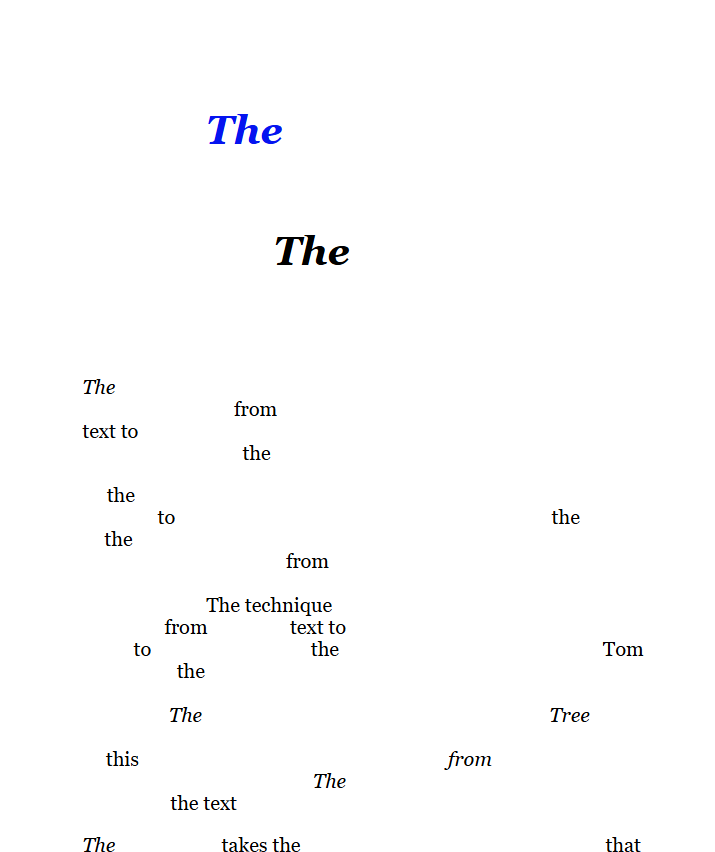 The
The
The
from
text to
the
the
to the
the
from
The technique
from text to
to the Tom
the
The Tree
this from
The
the text
The takes the that